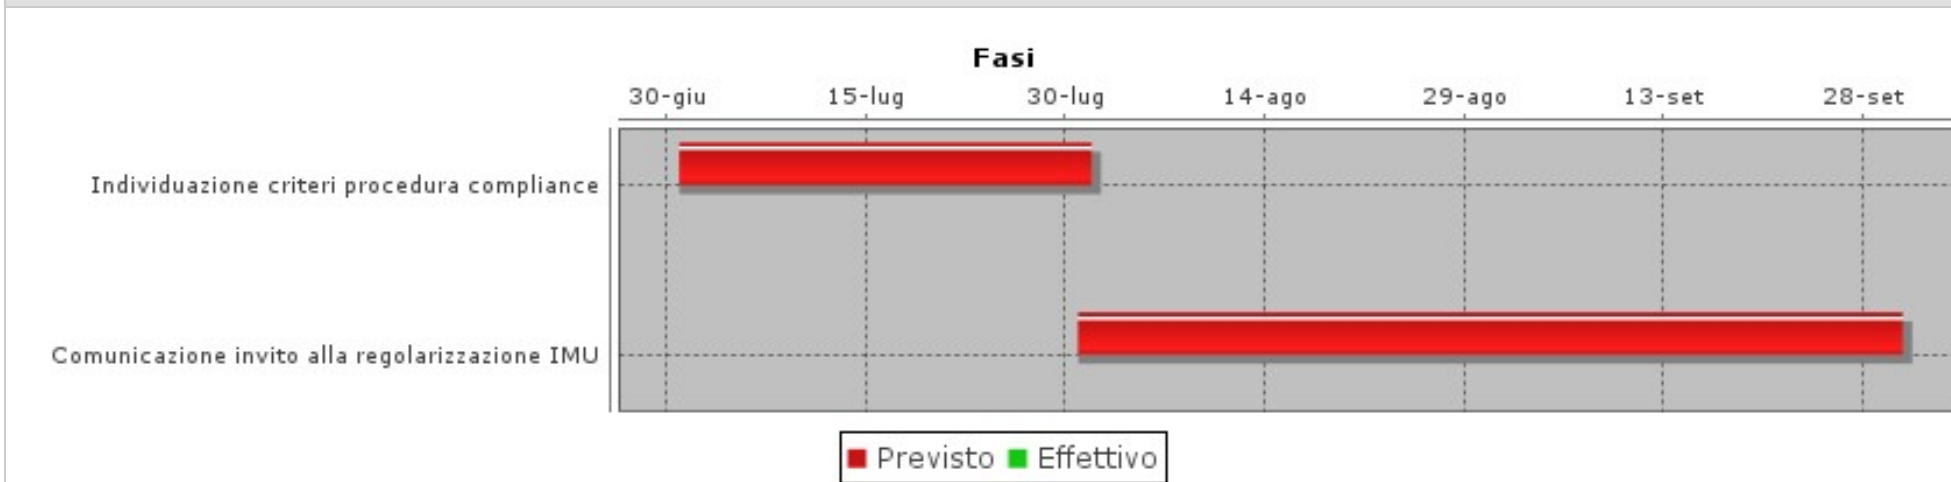 Fasi
30-giu 15-lug 30-lug 14-ago 29-ago 13-set 28-set
Individuazione criteri procedura compliance
Comunicazione invito alla regolarizzazione IMU
Previsto Effettivo